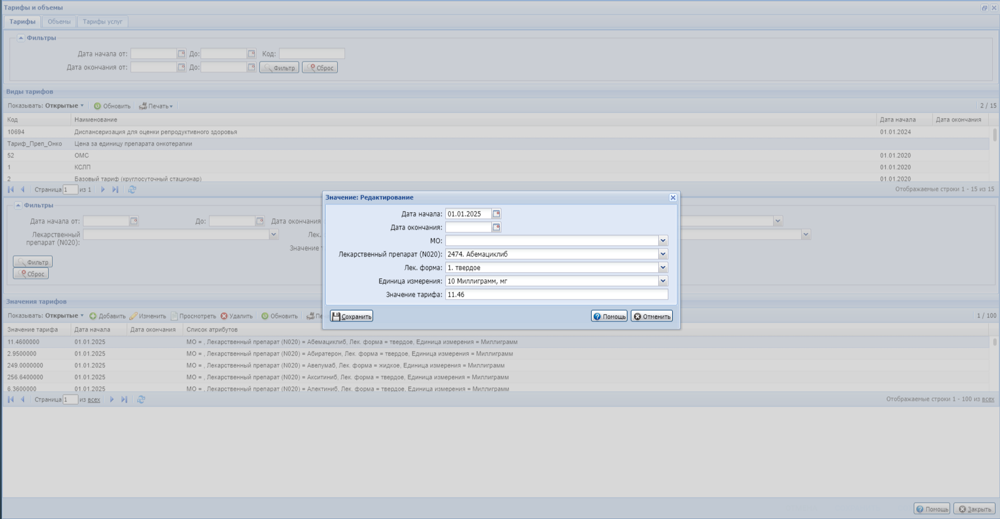 Тарифы и объемы
Тарифы Объемы Тарифы услуг
Фильтры
Дата начала от: До: Код:
Дата окончания от: До: Фильтр Сброс
Виды тарифов
Показывать: Открытые Обновить Печать 2 / 15
Код Наименование Дата начала Дата окончания
10694 Диспансеризация для оценки репродуктивного здоровья 01.01.2024
Тариф_Преп_Онко Цена за единицу препарата онкотерапии
52 ОМС 01.01.2020
1 КСЛП 01.01.2020
2 Базовый тариф (круглосуточный стационар) 01.01.2020
Страница 1 из 1 Отображаемые строки 1 - 15 из 15
Фильтры
Дата начала от: До: Дата окончания
Лекарственный препарат (N020): Лек.
Значение т
Фильтр
Сброс
Значение: Редактирование
Дата начала: 01.01.2025
Дата окончания:
МО:
Лекарственный препарат (N020): 2474. Абемациклиб
Лек. форма: 1. твердое
Единица измерения: 10 Миллиграмм, мг
Значение тарифа: 11.46
Сохранить Помощь Отменить
Значения тарифов
Показывать: Открытые Добавить Изменить Просмотреть Удалить Обновить Пе 1 / 100
Значение тарифа Дата начала Дата окончания Список атрибутов
11.4600000 01.01.2025 МО = , Лекарственный препарат (N020) = Абемациклиб, Лек. форма = твердое, Единица измерения = Миллиграмм
2.9500000 01.01.2025 МО = , Лекарственный препарат (N020) = Абиратерон, Лек. форма = твердое, Единица измерения = Миллиграмм
249.0000000 01.01.2025 МО = , Лекарственный препарат (N020) = Авелумаб, Лек. форма = жидкое, Единица измерения = Миллиграмм
256.6400000 01.01.2025 МО = , Лекарственный препарат (N020) = Акситиниб, Лек. форма = твердое, Единица измерения = Миллиграмм
6.3600000 01.01.2025 МО = , Лекарственный препарат (N020) = Алектиниб, Лек. форма = твердое, Единица измерения = Миллиграмм
Страница 1 из всех Отображаемые строки 1 - 100 из всех
Помощь Закрыть